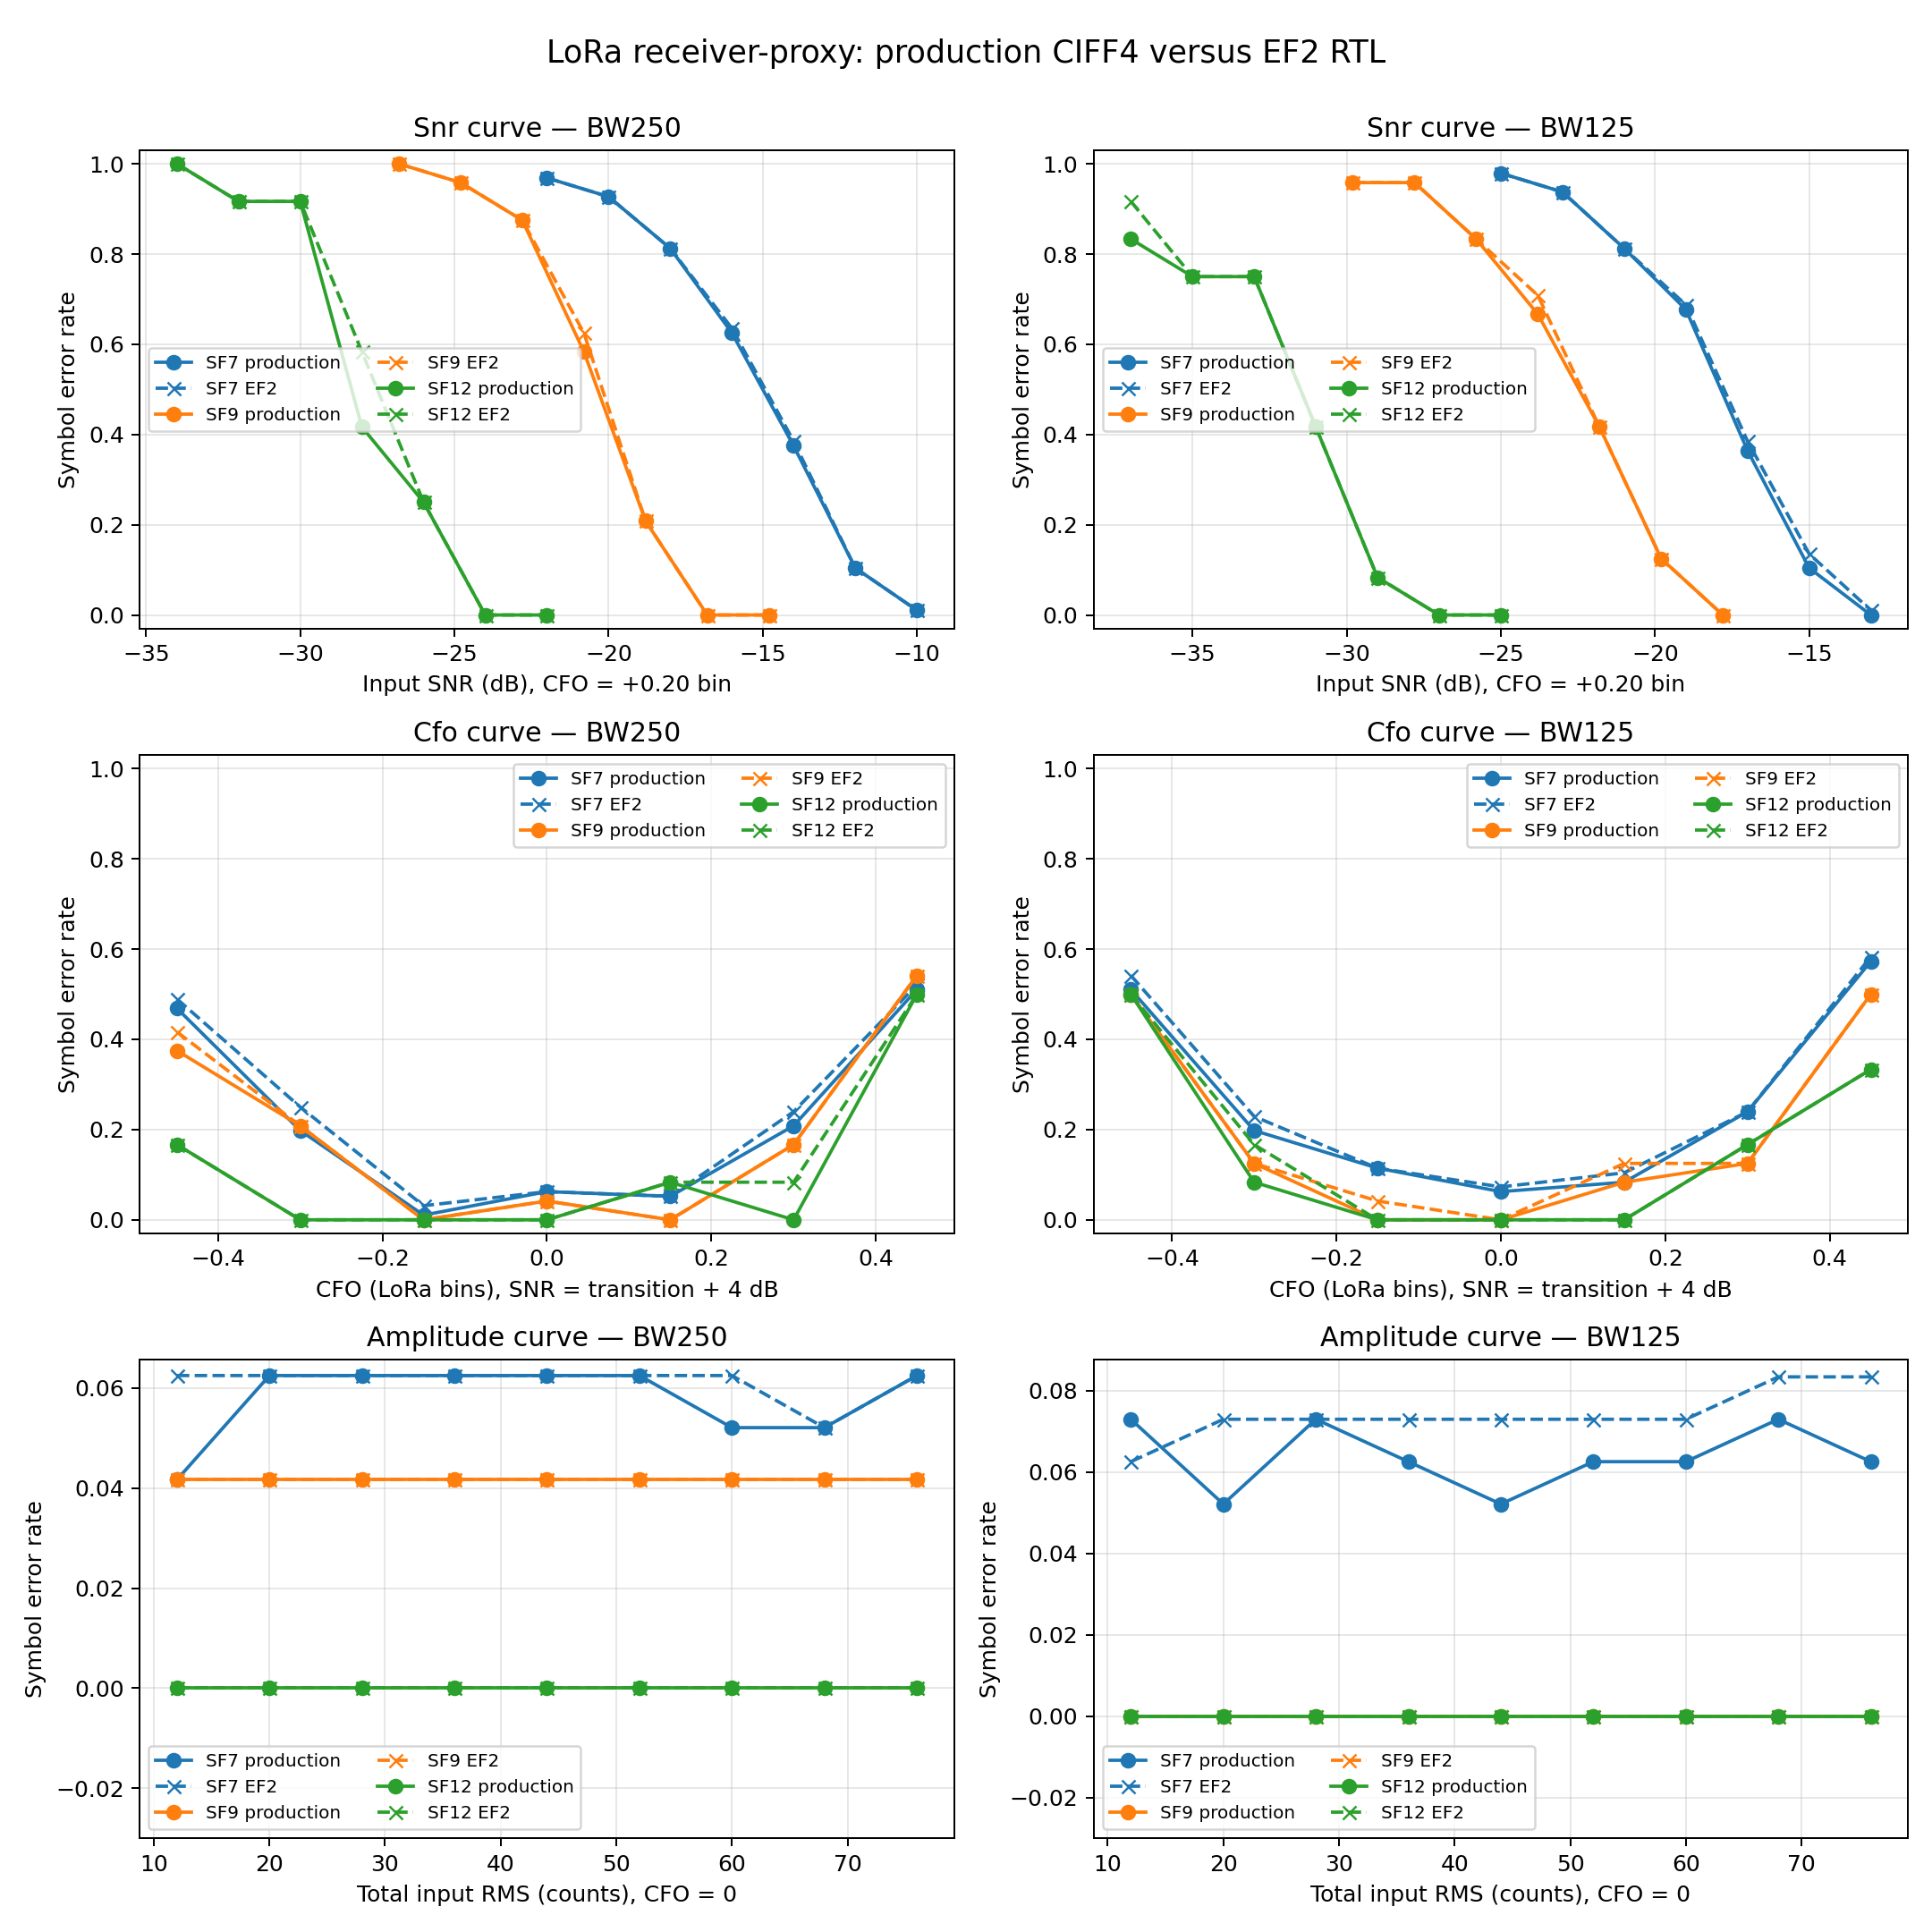 LoRa receiver-proxy: production CIFF4 versus EF2 RTL
Snr curve — BW250
Symbol error rate
1.0
0.8
0.6
0.4
0.2
0.0
SF7 production
SF7 EF2
SF9 production
SF9 EF2
SF12 production
SF12 EF2
−35 −30 −25 −20 −15 −10
Input SNR (dB), CFO = +0.20 bin
Snr curve — BW125
Symbol error rate
1.0
0.8
0.6
0.4
0.2
0.0
SF7 production
SF7 EF2
SF9 production
SF9 EF2
SF12 production
SF12 EF2
−35 −30 −25 −20 −15
Input SNR (dB), CFO = +0.20 bin
Cfo curve — BW250
Symbol error rate
1.0
0.8
0.6
0.4
0.2
0.0
SF7 production
SF7 EF2
SF9 production
SF9 EF2
SF12 production
SF12 EF2
−0.4 −0.2 0.0 0.2 0.4
CFO (LoRa bins), SNR = transition + 4 dB
Cfo curve — BW125
Symbol error rate
1.0
0.8
0.6
0.4
0.2
0.0
SF7 production
SF7 EF2
SF9 production
SF9 EF2
SF12 production
SF12 EF2
−0.4 −0.2 0.0 0.2 0.4
CFO (LoRa bins), SNR = transition + 4 dB
Amplitude curve — BW250
Symbol error rate
0.06
0.04
0.02
0.00
−0.02
SF7 production
SF7 EF2
SF9 production
SF9 EF2
SF12 production
SF12 EF2
10 20 30 40 50 60 70
Total input RMS (counts), CFO = 0
Amplitude curve — BW125
Symbol error rate
0.08
0.06
0.04
0.02
0.00
−0.02
SF7 production
SF7 EF2
SF9 production
SF9 EF2
SF12 production
SF12 EF2
10 20 30 40 50 60 70
Total input RMS (counts), CFO = 0